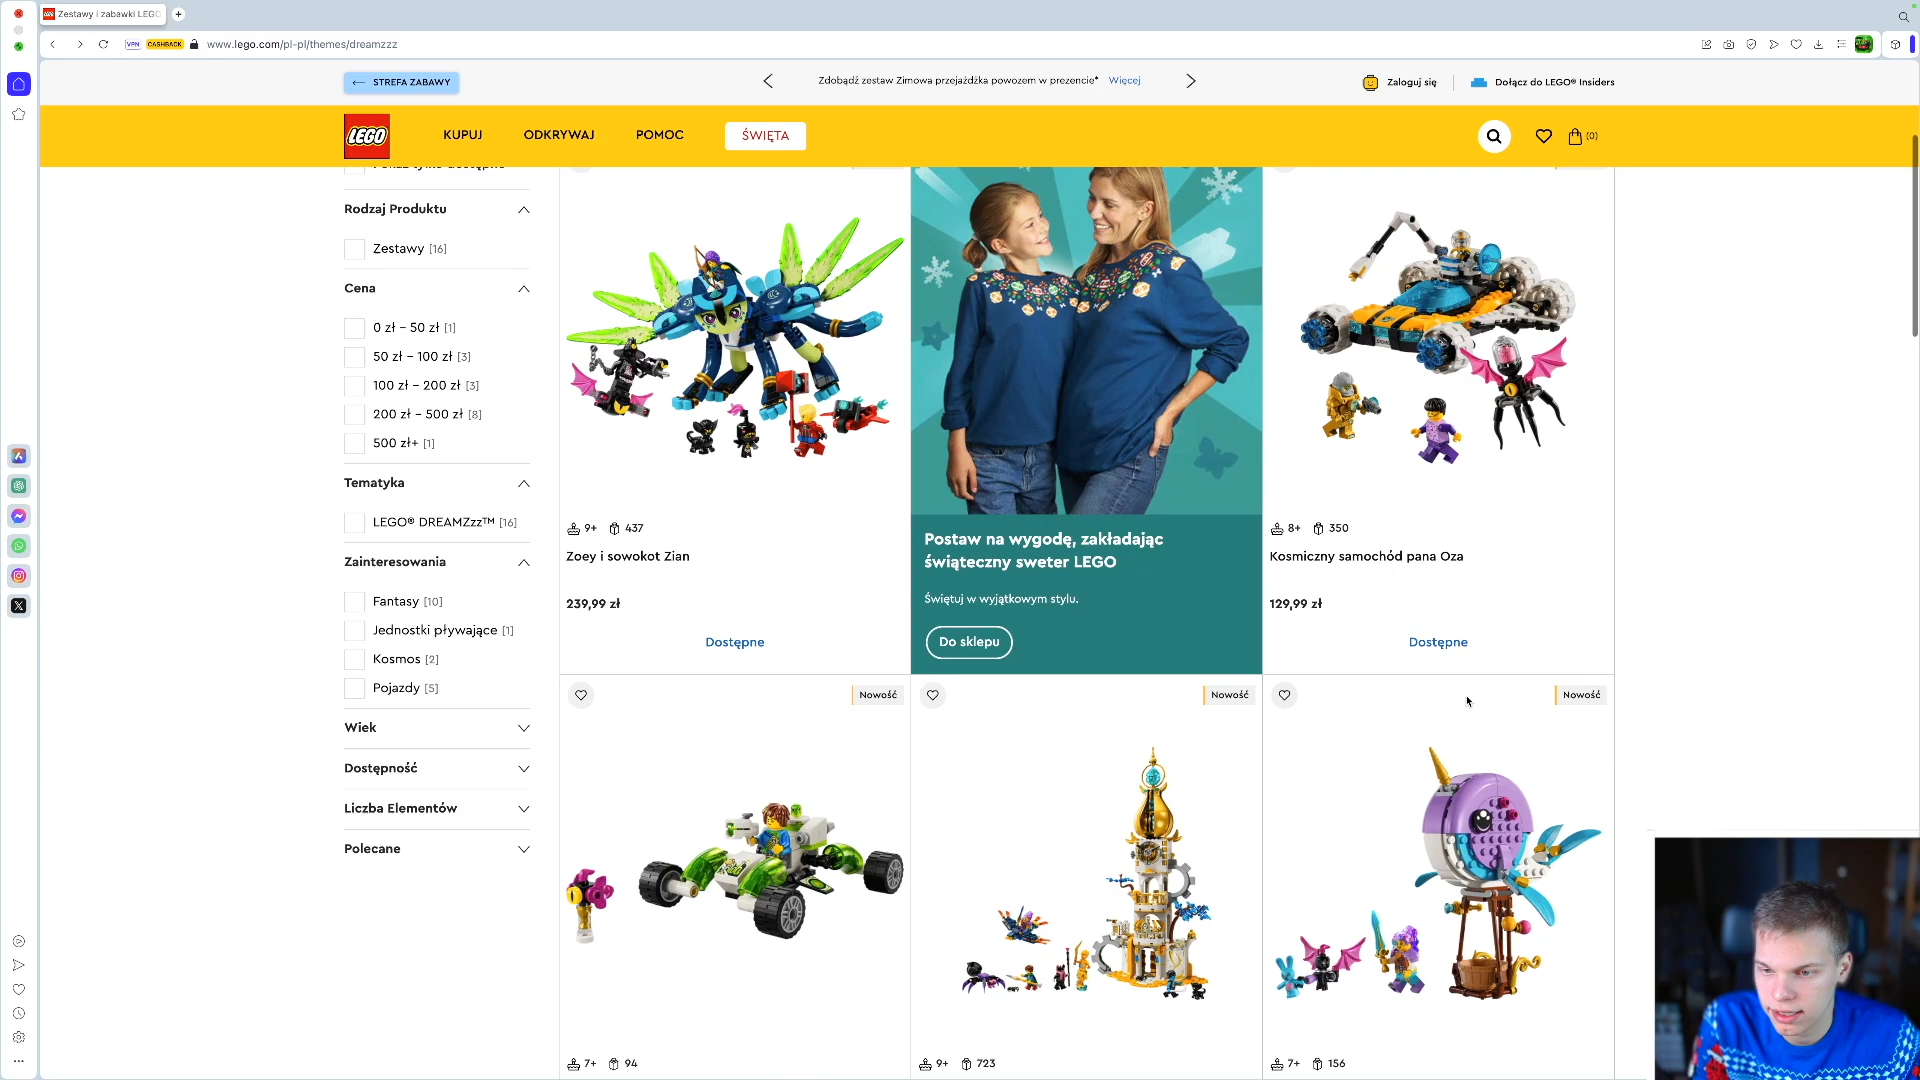 Zestawy i zabawki LEGO
VPN
CASHBACK
www.lego.com/pl-pl/themes/dreamzzz
STREFA ZABAWY
Zdobądź zestaw Zimowa przejażdżka powozem w prezencie* Więcej
Zaloguj się
Dołącz do LEGO® Insiders
LEGO
KUPUJ
ODKRYWAJ
POMOC
ŚWIĘTA
(0)
Rodzaj Produktu
Zestawy [16]
Cena
0 zł – 50 zł [1]
50 zł – 100 zł [3]
100 zł – 200 zł [3]
200 zł – 500 zł [8]
500 zł+ [1]
Tematyka
LEGO® DREAMZzz™ [16]
Zainteresowania
Fantasy [10]
Jednostki pływające [1]
Kosmos [2]
Pojazdy [5]
Wiek
Dostępność
Liczba Elementów
Polecane
9+ 437
Zoey i sowokot Zian
239,99 zł
Dostępne
Postaw na wygodę, zakładając
świąteczny sweter LEGO
Świętuj w wyjątkowym stylu.
Do sklepu
8+ 350
Kosmiczny samochód pana Oza
129,99 zł
Dostępne
Nowość
7+ 94
Nowość
9+ 723
Nowość
7+ 156